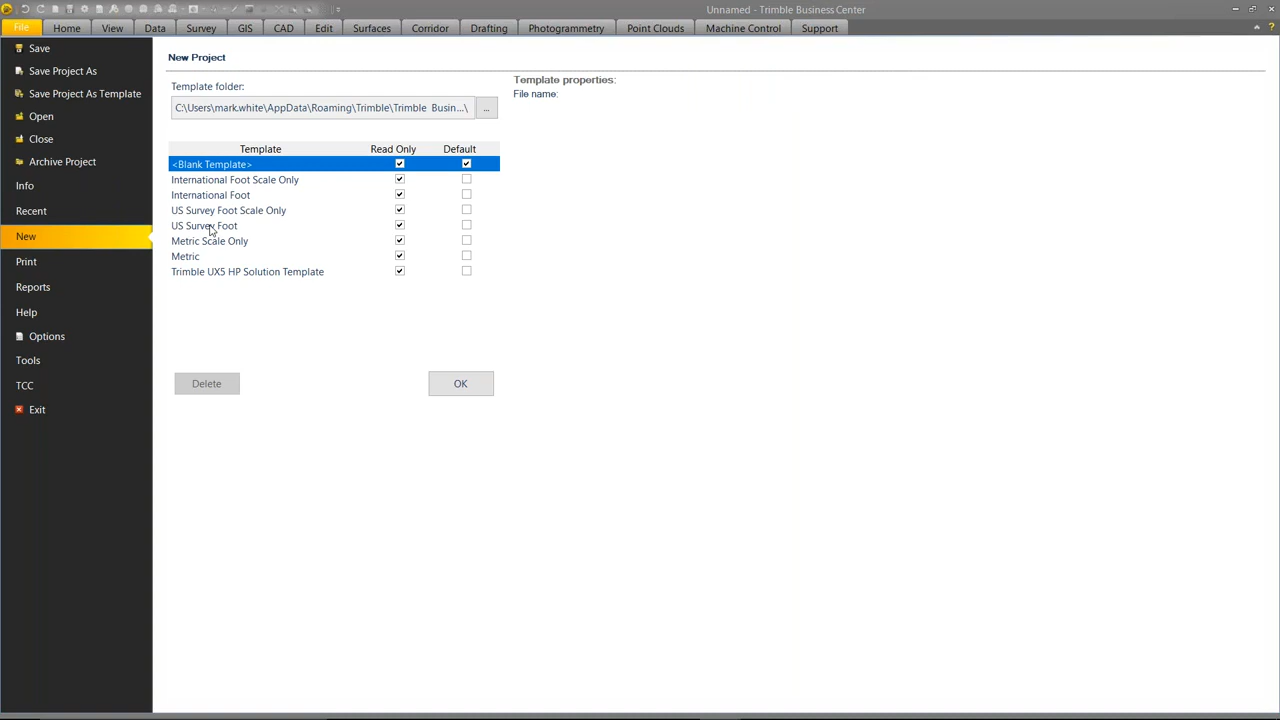 Unnamed - Trimble Business Center
File Home View Data Survey GIS CAD Edit Surfaces Corridor Drafting Photogrammetry Point Clouds Machine Control Support
Save
Save Project As
Save Project As Template
Open
Close
Archive Project
Info
Recent
New
Print
Reports
Help
Options
Tools
TCC
Exit
New Project
Template folder:
C:\Users\mark.white\AppData\Roaming\Trimble\Trimble Busin...\ ...
Template Read Only Default
<Blank Template>
International Foot Scale Only
International Foot
US Survey Foot Scale Only
US Survey Foot
Metric Scale Only
Metric
Trimble UX5 HP Solution Template
Delete OK
Template properties:
File name: